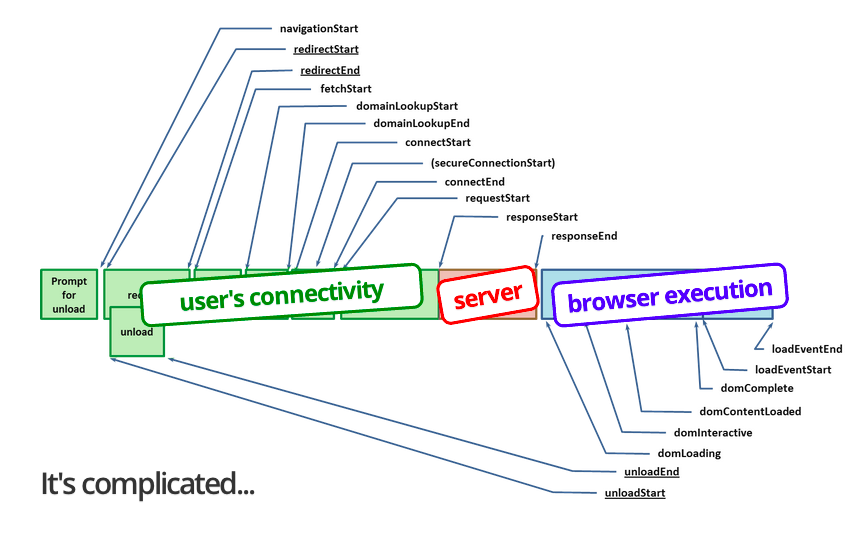 navigationStart
redirectStart
redirectEnd
fetchStart
domainLookupStart
domainLookupEnd
connectStart
(secureConnectionStart)
connectEnd
requestStart
responseStart
responseEnd
Prompt
for
unload
user's connectivity
server
browser execution
unload
loadEventEnd
loadEventStart
domComplete
domContentLoaded
domInteractive
domLoading
unloadEnd
unloadStart
It's complicated...